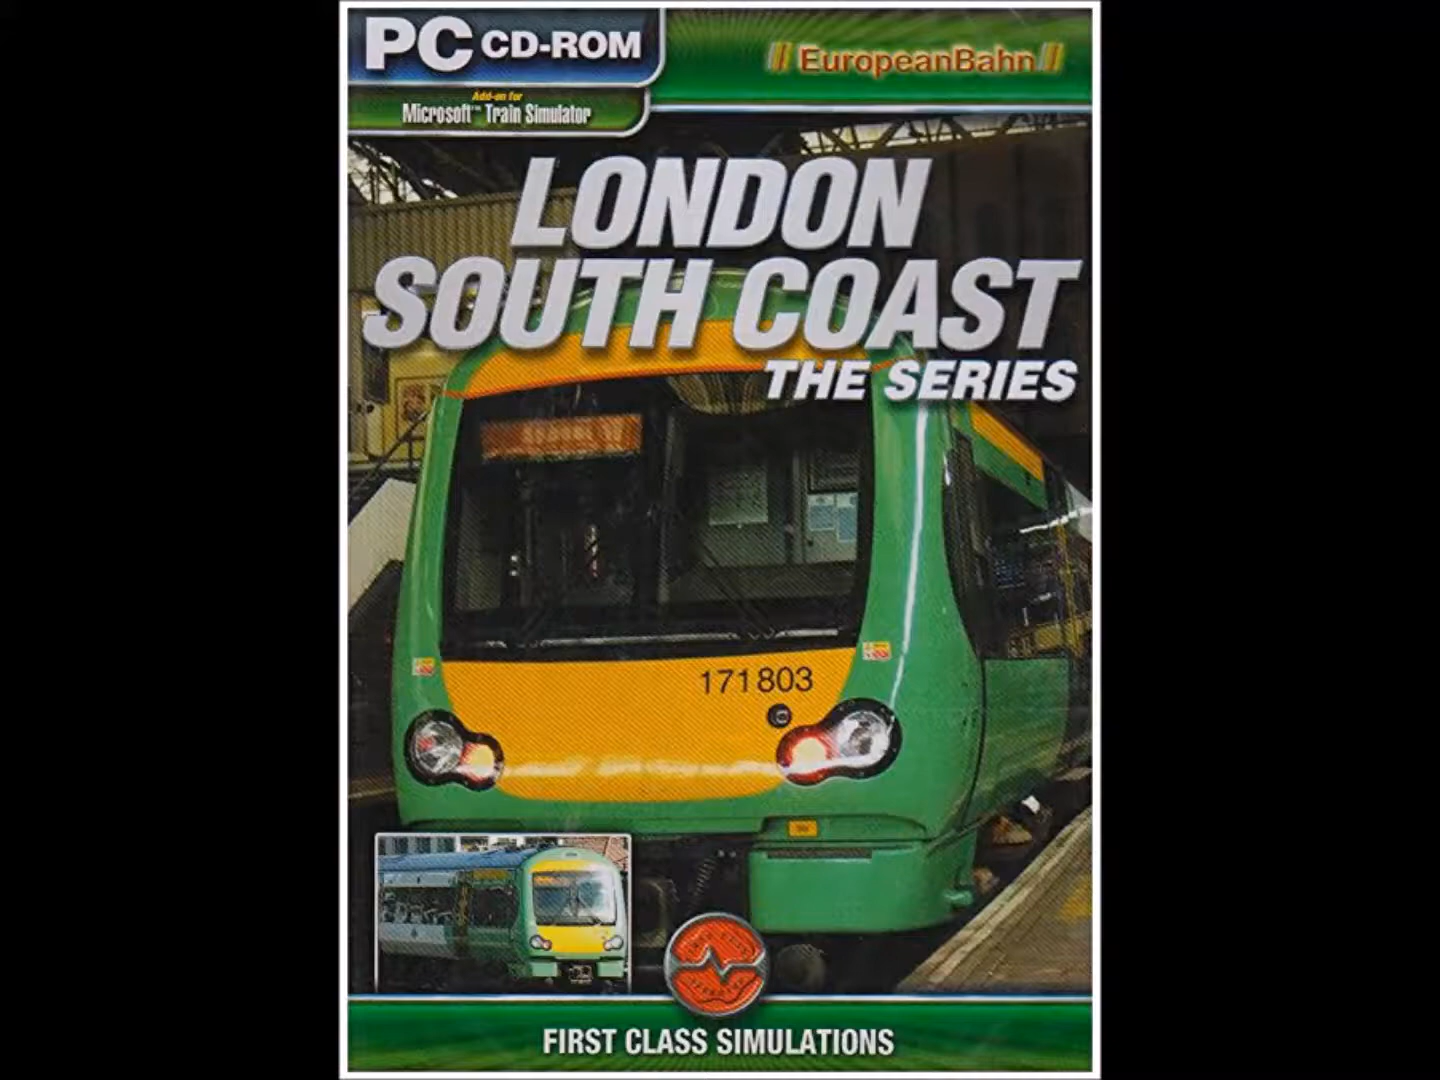 PC CD-ROM
EuropeanBahn
Add-on for
Microsoft™ Train Simulator
LONDON
SOUTH COAST
THE SERIES
171803
FIRST CLASS SIMULATIONS